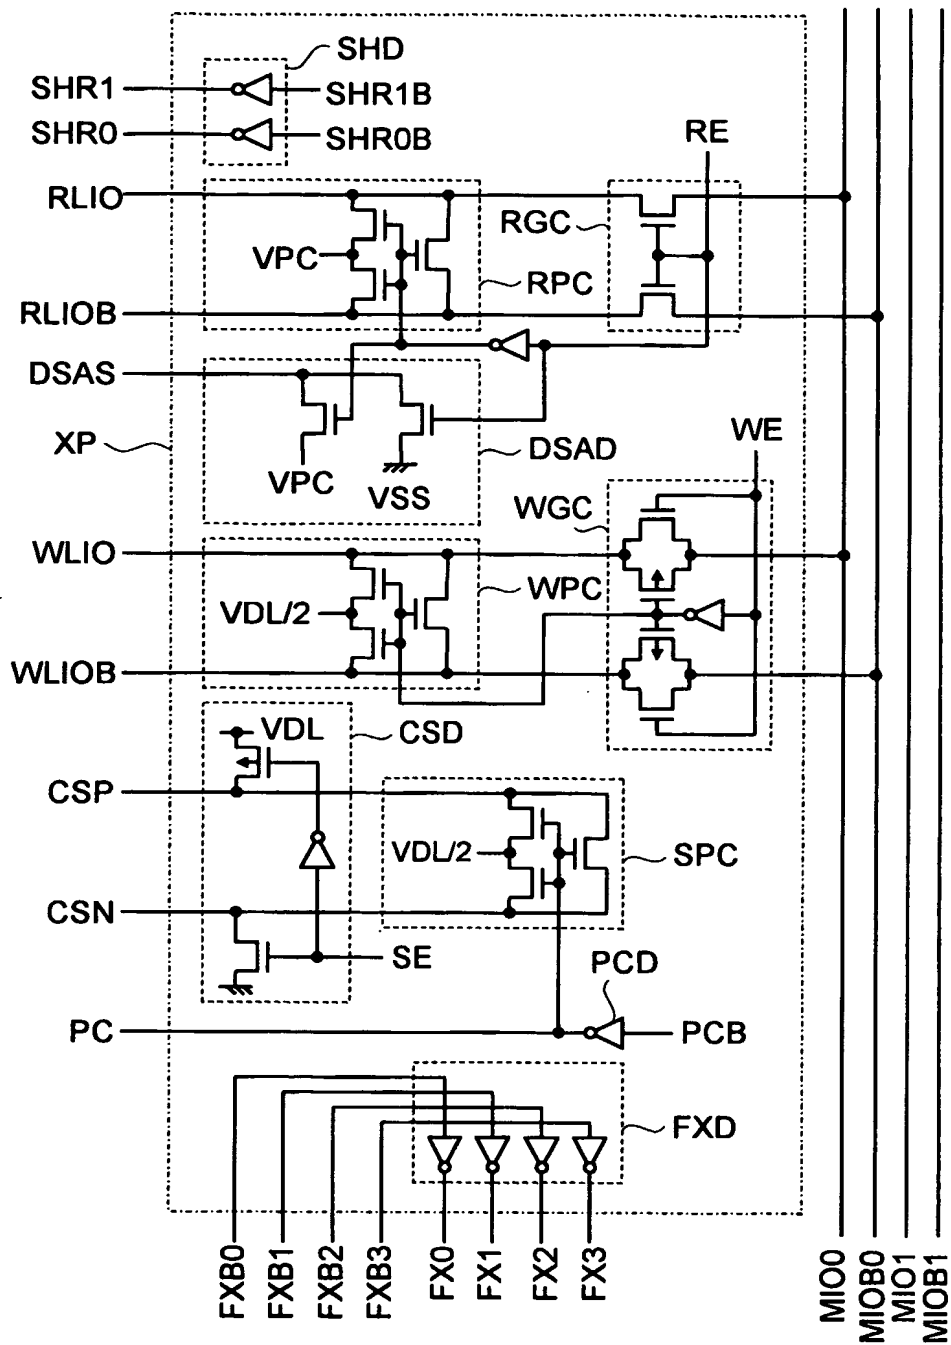 SHD
SHR1
SHR1B
SHR0
SHR0B
RE
RLIO
RGC
VPC
RPC
RLIOB
DSAS
XP
DSAD
WE
VPC
VSS
WGC
WLIO
WPC
VDL/2
WLIOB
VDL
CSD
CSP
VDL/2
SPC
CSN
SE
PCD
PC
PCB
FXD
FXB0
FXB1
FXB2
FXB3
FX0
FX1
FX2
FX3
MIO0
MIOB0
MIO1
MIOB1